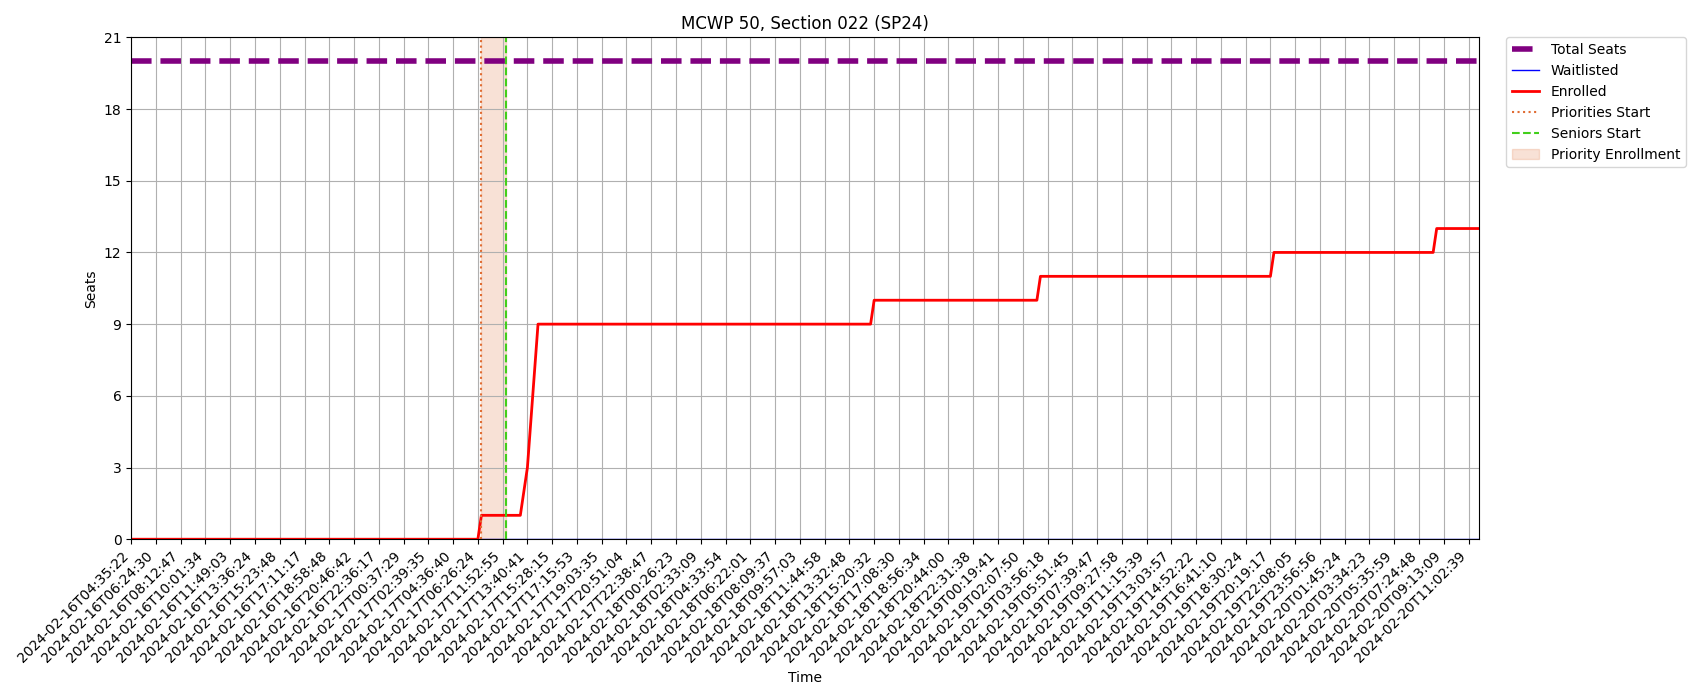 MCWP 50, Section 022 (SP24)
21
18
15
12
9
6
3
0
Seats
Total Seats
Waitlisted
Enrolled
Priorities Start
Seniors Start
Priority Enrollment
2024-02-16T04:35:22
2024-02-16T06:24:30
2024-02-16T08:12:47
2024-02-16T10:01:34
2024-02-16T11:49:03
2024-02-16T13:36:24
2024-02-16T15:23:48
2024-02-16T17:11:17
2024-02-16T18:58:48
2024-02-16T20:46:42
2024-02-16T22:36:17
2024-02-17T00:37:29
2024-02-17T02:39:35
2024-02-17T04:36:40
2024-02-17T06:26:24
2024-02-17T11:52:55
2024-02-17T13:40:41
2024-02-17T15:28:15
2024-02-17T17:15:53
2024-02-17T19:03:35
2024-02-17T20:51:04
2024-02-17T22:38:47
2024-02-18T00:26:23
2024-02-18T02:33:09
2024-02-18T04:33:54
2024-02-18T06:22:01
2024-02-18T08:09:37
2024-02-18T09:57:03
2024-02-18T11:44:58
2024-02-18T13:32:48
2024-02-18T15:20:32
2024-02-18T17:08:30
2024-02-18T18:56:34
2024-02-18T20:44:00
2024-02-18T22:31:38
2024-02-19T00:19:41
2024-02-19T02:07:50
2024-02-19T03:56:18
2024-02-19T05:51:45
2024-02-19T07:39:47
2024-02-19T09:27:58
2024-02-19T11:15:39
2024-02-19T13:03:57
2024-02-19T14:52:22
2024-02-19T16:41:10
2024-02-19T18:30:24
2024-02-19T20:19:17
2024-02-19T22:08:05
2024-02-19T23:56:56
2024-02-20T01:45:24
2024-02-20T03:34:23
2024-02-20T05:35:59
2024-02-20T07:24:48
2024-02-20T09:13:09
2024-02-20T11:02:39
Time